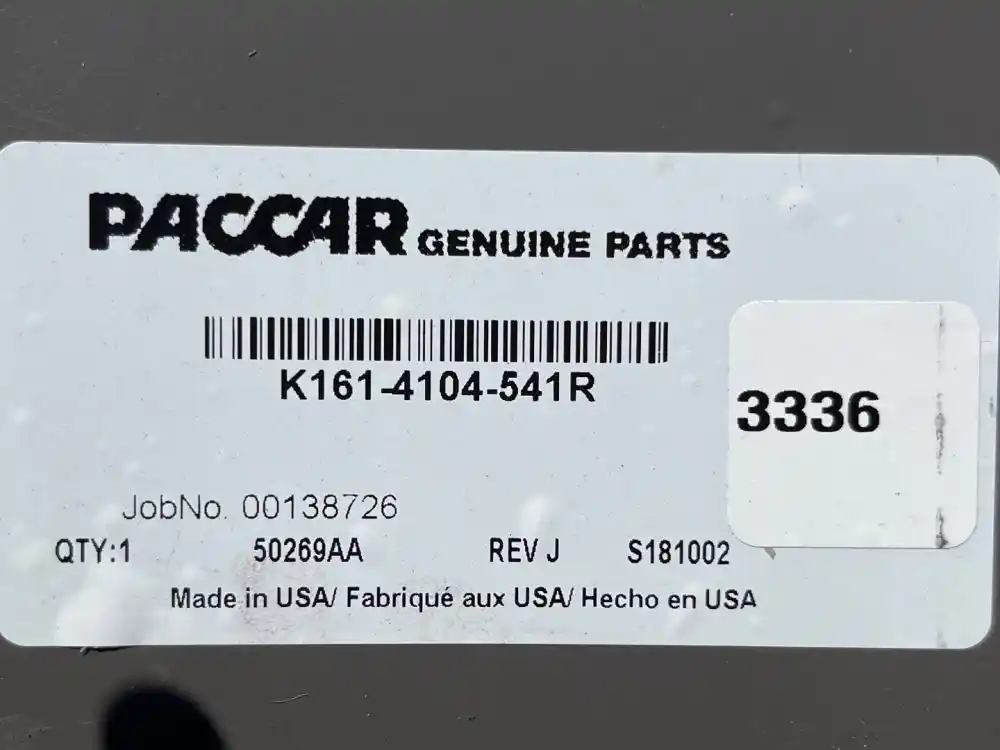 PACCAR GENUINE PARTS
K161-4104-541R
3336
JobNo. 00138726
QTY:1 50269AA REV J S181002
Made in USA/ Fabriqué aux USA/ Hecho en USA